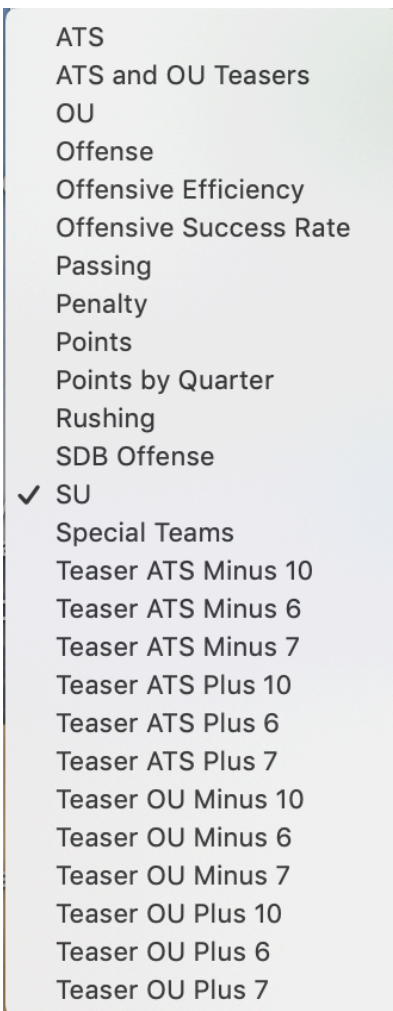 ATS
ATS and OU Teasers
OU
Offense
Offensive Efficiency
Offensive Success Rate
Passing
Penalty
Points
Points by Quarter
Rushing
SDB Offense
✓ SU
Special Teams
Teaser ATS Minus 10
Teaser ATS Minus 6
Teaser ATS Minus 7
Teaser ATS Plus 10
Teaser ATS Plus 6
Teaser ATS Plus 7
Teaser OU Minus 10
Teaser OU Minus 6
Teaser OU Minus 7
Teaser OU Plus 10
Teaser OU Plus 6
Teaser OU Plus 7